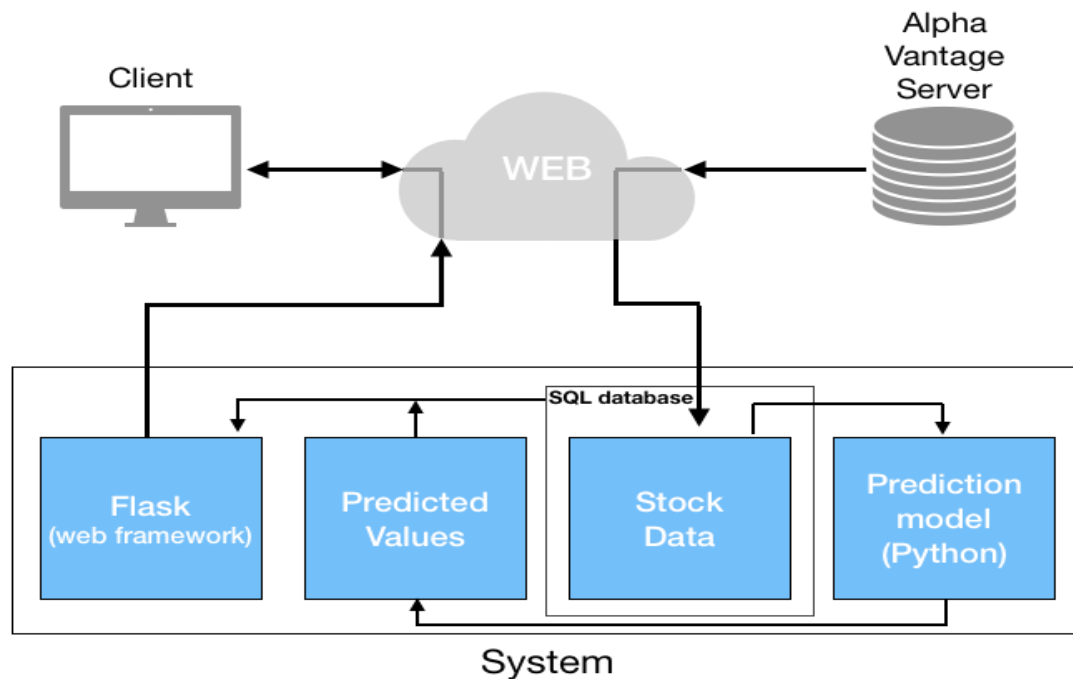 Alpha
Vantage
Server
Client
WEB
SQL database
Flask
(web framework)
Predicted
Values
Stock
Data
Prediction
model
(Python)
System